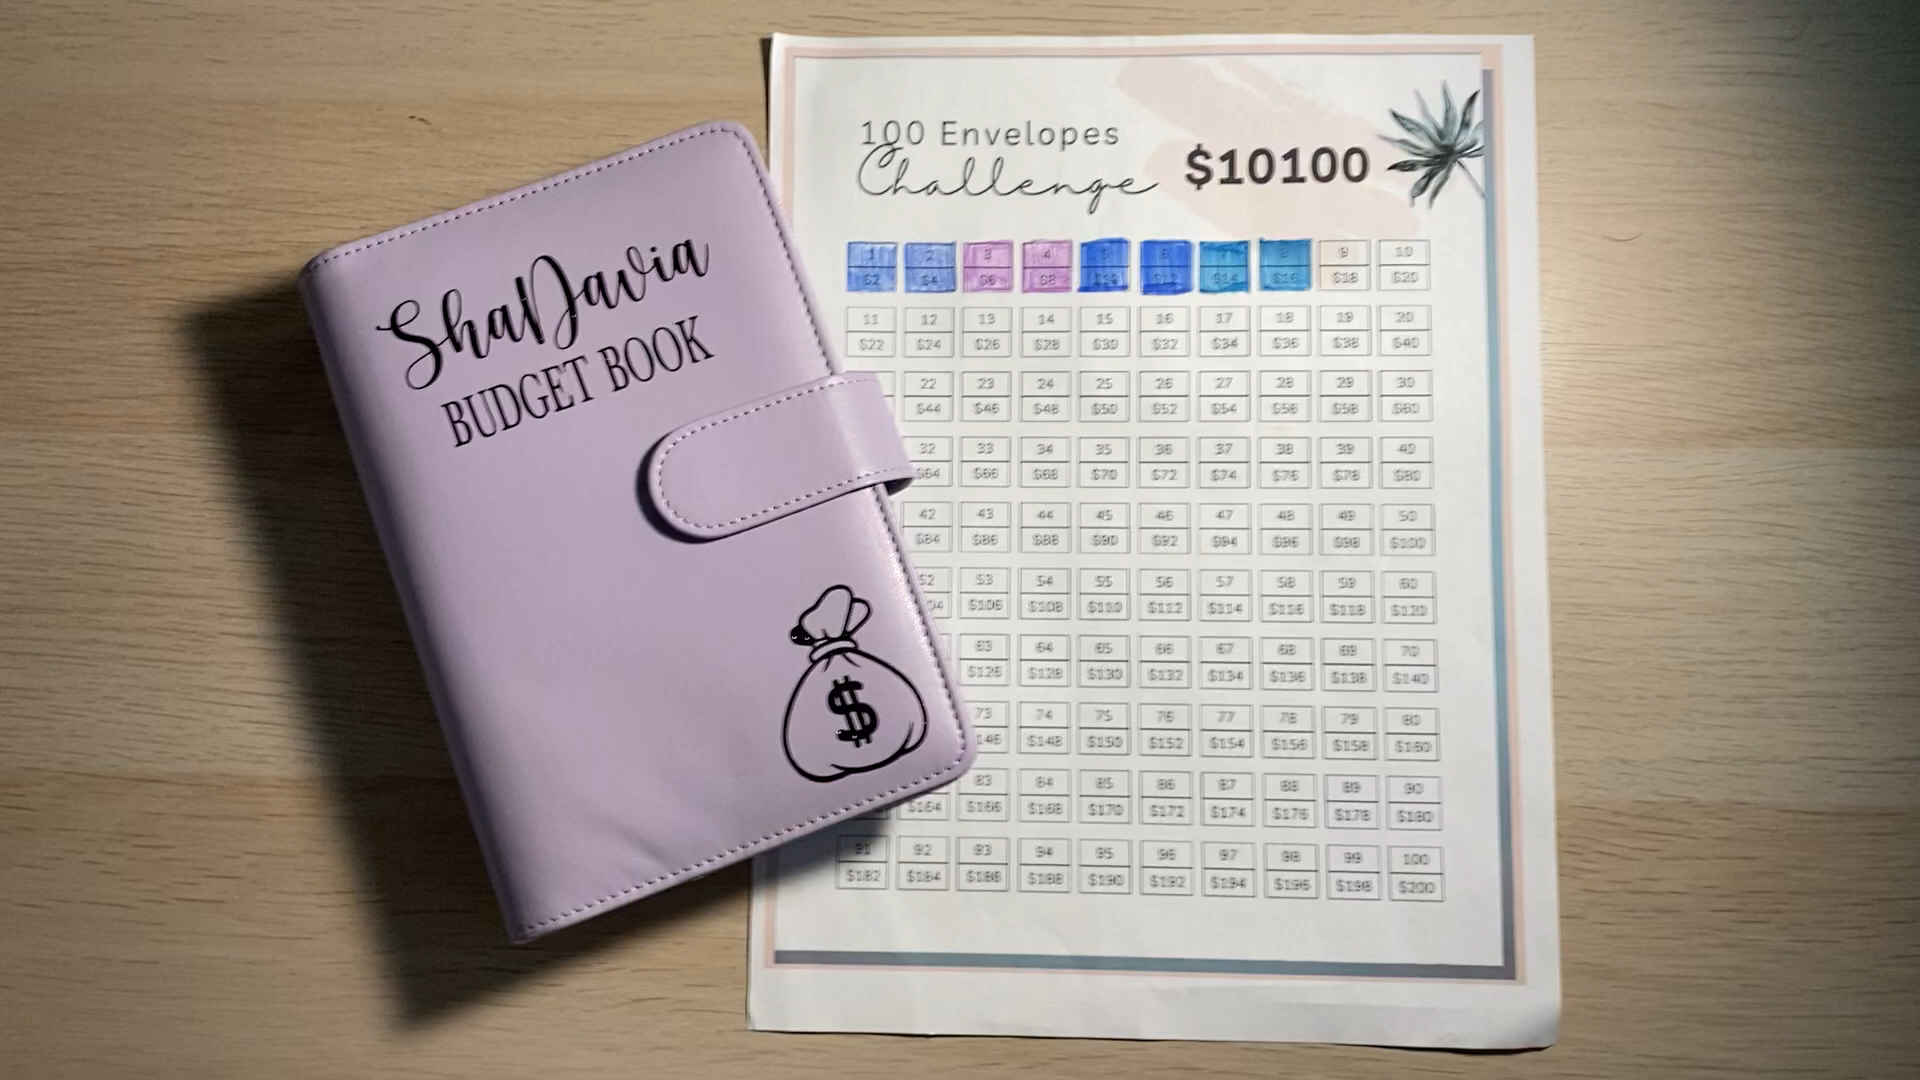 ShaDavia
BUDGET BOOK
$
100 Envelopes
Challenge
$10100
1 2 3 4 5 6 7 8 9 10
$2 $4 $6 $8 $10 $12 $14 $16 $18 $20
11 12 13 14 15 16 17 18 19 20
$22 $24 $26 $28 $30 $32 $34 $36 $38 $40
22 23 24 25 26 27 28 29 30
$44 $46 $48 $50 $52 $54 $56 $58 $60
32 33 34 35 36 37 38 39 40
$64 $66 $68 $70 $72 $74 $76 $78 $80
42 43 44 45 46 47 48 49 50
$84 $86 $88 $90 $92 $94 $96 $98 $100
52 53 54 55 56 57 58 59 60
$106 $108 $110 $112 $114 $116 $118 $120
63 64 65 66 67 68 69 70
$126 $128 $130 $132 $134 $136 $138 $140
73 74 75 76 77 78 79 80
146 $148 $150 $152 $154 $156 $158 $160
83 84 85 86 87 88 89 90
$164 $166 $168 $170 $172 $174 $176 $178 $180
91 92 93 94 95 96 97 98 99 100
$182 $184 $186 $188 $190 $192 $194 $196 $198 $200